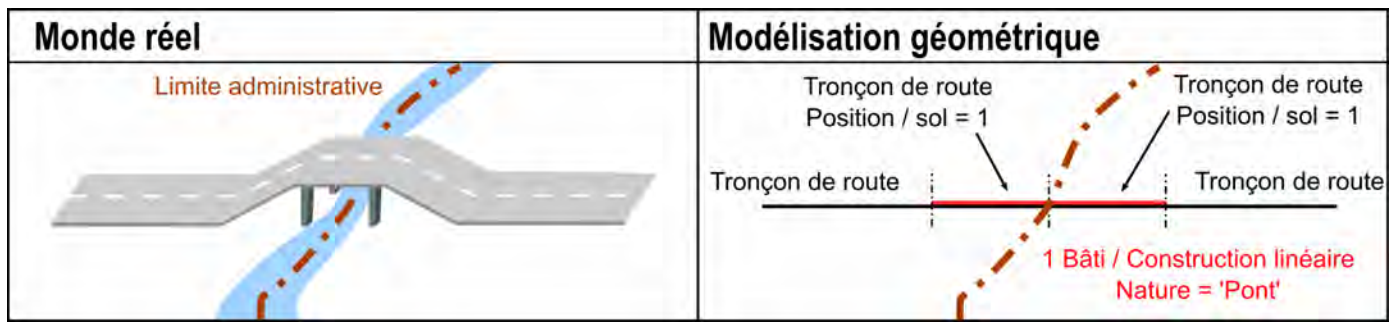 Monde réel
Modélisation géométrique
Limite administrative
Tronçon de route
Position / sol = 1
Tronçon de route
Position / sol = 1
Tronçon de route
Tronçon de route
1 Bâti / Construction linéaire
Nature = 'Pont'